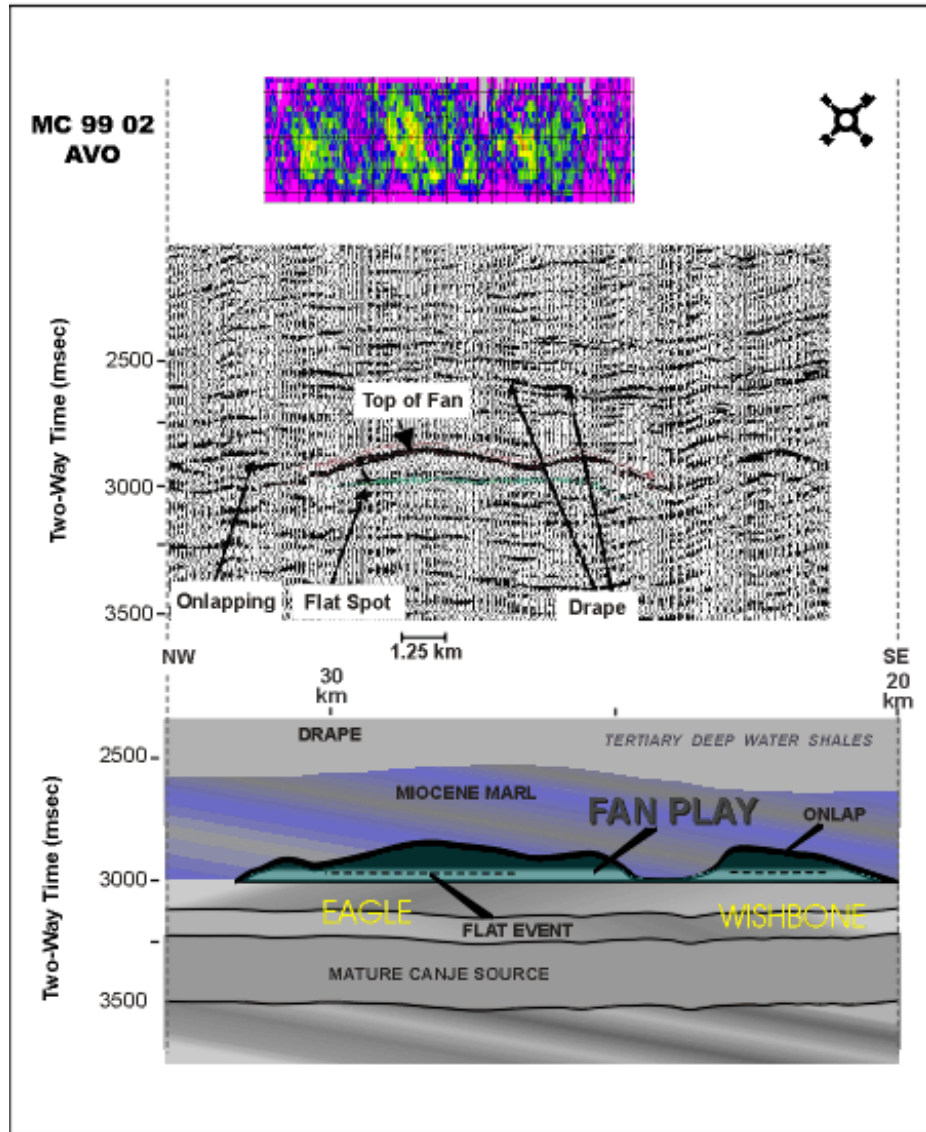 MC 99 02
AVO
Two-Way Time (msec)
2500
3000
3500
Top of Fan
Onlapping
Flat Spot
Drape
1.25 km
NW
SE
30
km
20
km
Two-Way Time (msec)
2500
3000
3500
DRAPE
TERTIARY DEEP WATER SHALES
MIOCENE MARL
FAN PLAY
ONLAP
EAGLE
WISHBONE
FLAT EVENT
MATURE CANJE SOURCE